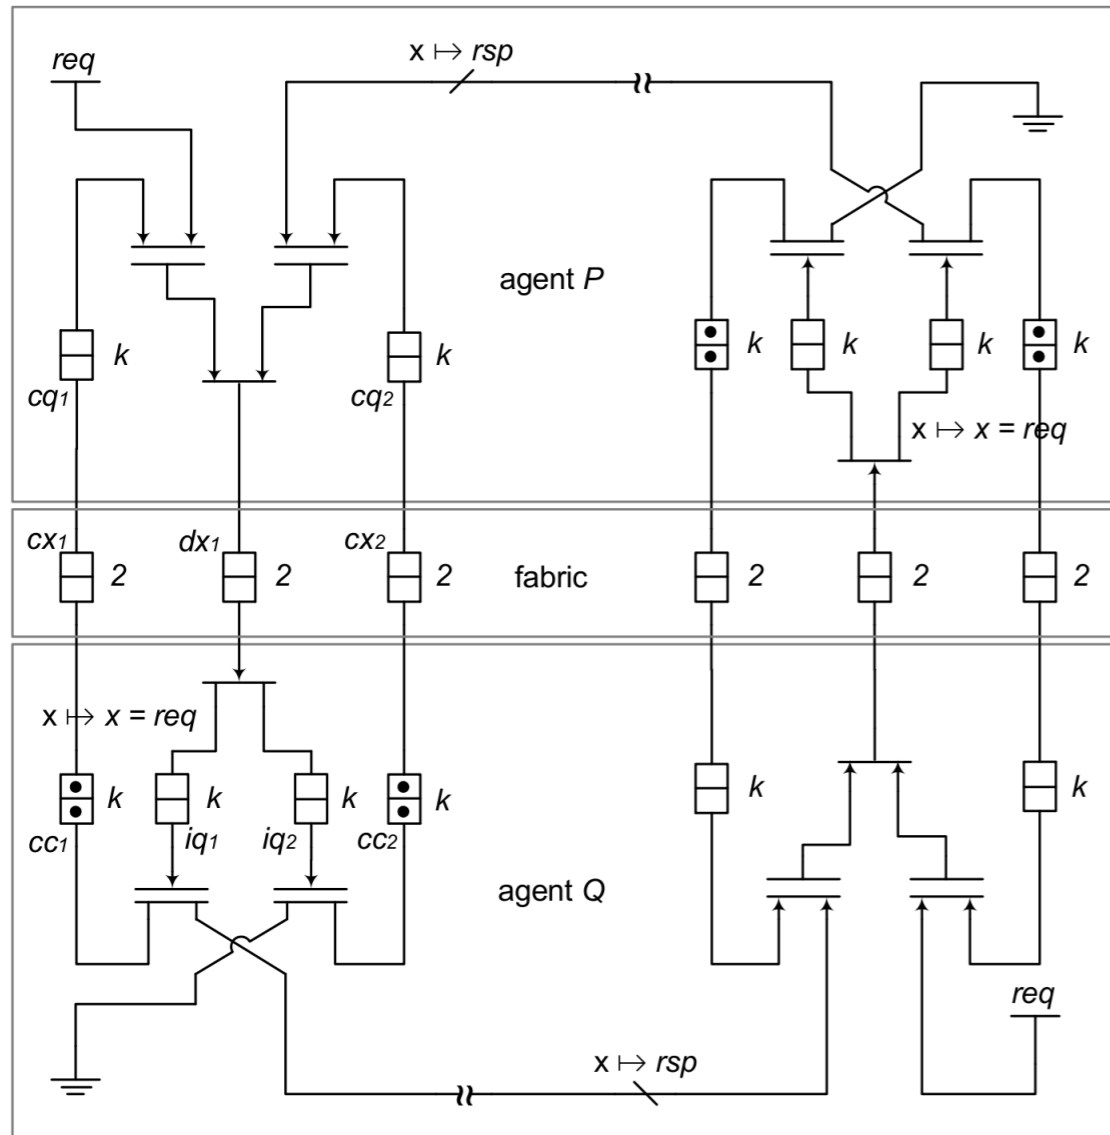 x ↦ rsp
req
agent P
k
k
k
k
k
k
cq1
cq2
x ↦ x = req
cx1
dx1
cx2
2
2
2
fabric
2
2
2
x ↦ x = req
k
k
k
k
k
k
cc1
iq1
iq2
cc2
agent Q
req
x ↦ rsp